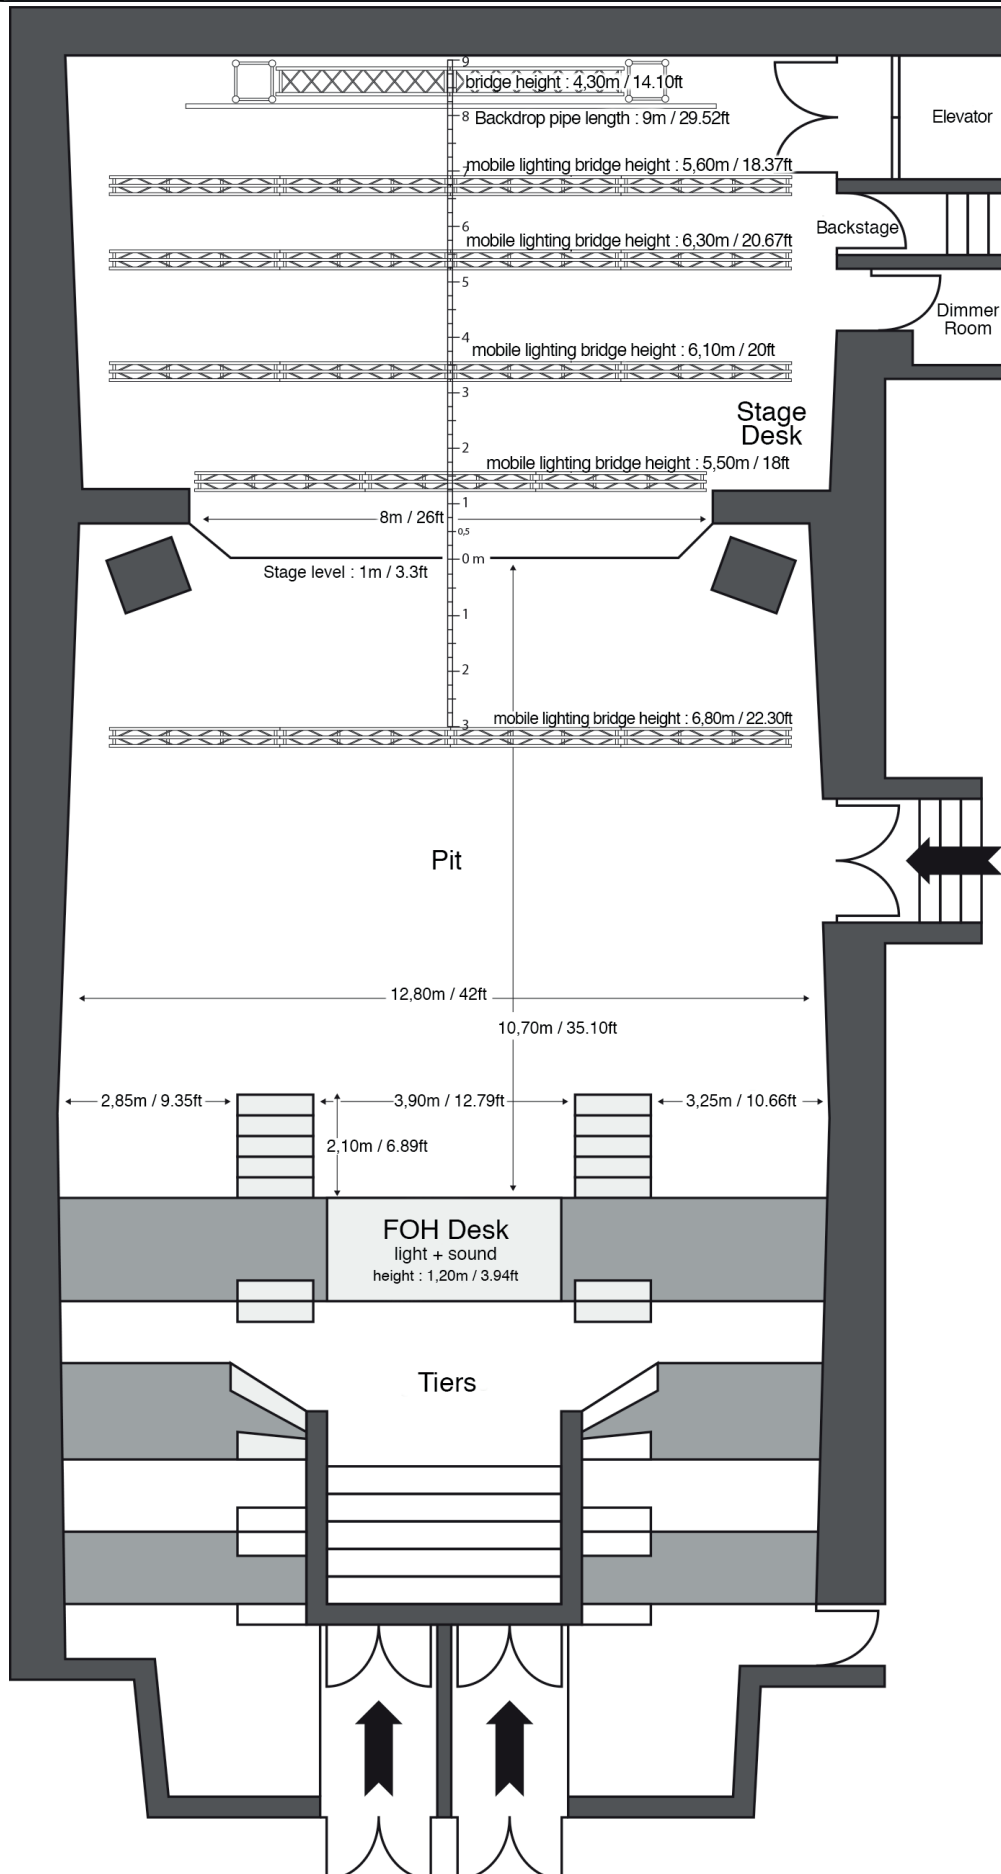 9
bridge height : 4,30m / 14.10ft
8
Backdrop pipe length : 9m / 29.52ft
Elevator
7
mobile lighting bridge height : 5,60m / 18.37ft
6
Backstage
mobile lighting bridge height : 6,30m / 20.67ft
5
Dimmer
Room
4
mobile lighting bridge height : 6,10m / 20ft
3
Stage
Desk
2
mobile lighting bridge height : 5,50m / 18ft
1
8m / 26ft
0,5
0 m
Stage level : 1m / 3.3ft
1
2
3
mobile lighting bridge height : 6,80m / 22.30ft
Pit
12,80m / 42ft
10,70m / 35.10ft
2,85m / 9.35ft
3,90m / 12.79ft
3,25m / 10.66ft
2,10m / 6.89ft
FOH Desk
light + sound
height : 1,20m / 3.94ft
Tiers